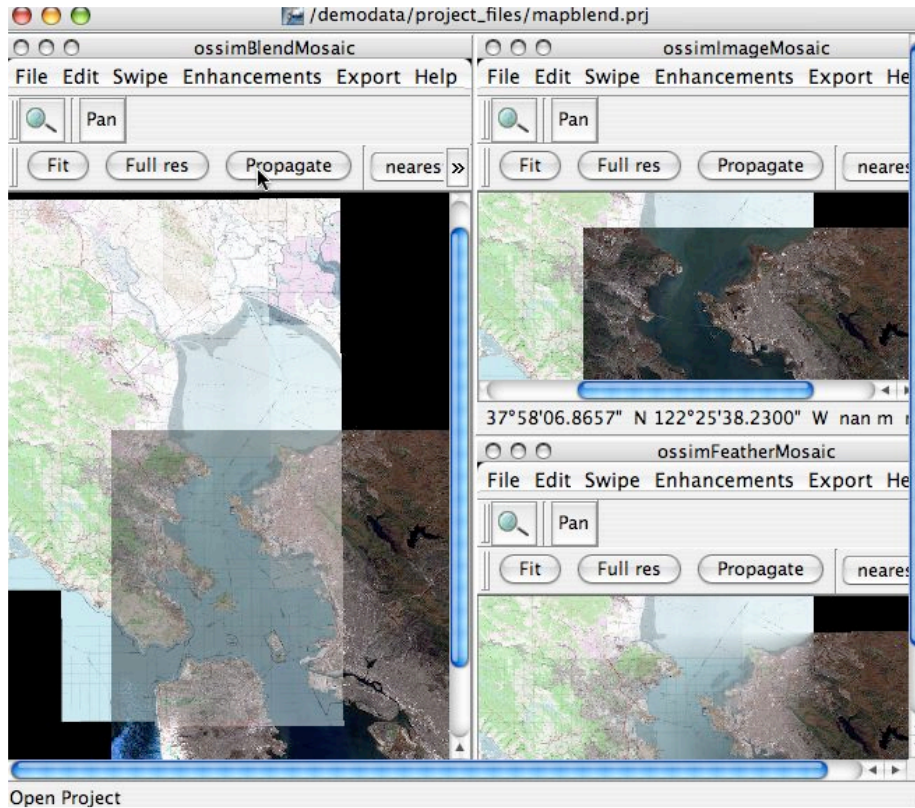 /demodata/project_files/mapblend.prj
ossimBlendMosaic
File Edit Swipe Enhancements Export Help
Pan
Fit Full res Propagate neares »
ossimImageMosaic
File Edit Swipe Enhancements Export He
Pan
Fit Full res Propagate neares
37°58'06.8657" N 122°25'38.2300" W nan m
ossimFeatherMosaic
File Edit Swipe Enhancements Export He
Pan
Fit Full res Propagate neares
Open Project